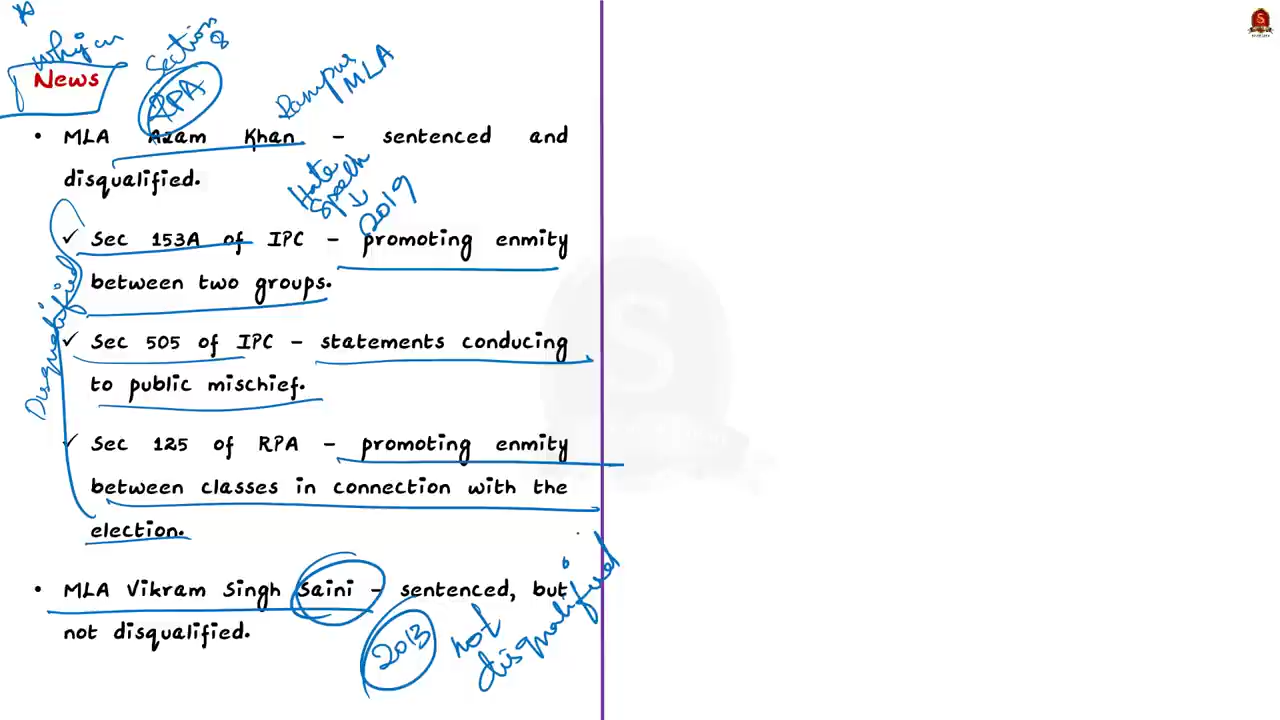 Why in
News
Section 8
RPA
Rampur
MLA
• MLA Azam Khan – sentenced and
disqualified.
Hate
Speech
2019
✓ Sec 153A of IPC – promoting enmity
between two groups.
✓ Sec 505 of IPC – statements conducing
to public mischief.
✓ Sec 125 of RPA – promoting enmity
between classes in connection with the
election.
Disqualified
• MLA Vikram Singh Saini – sentenced, but
not disqualified.
2013
not
disqualified